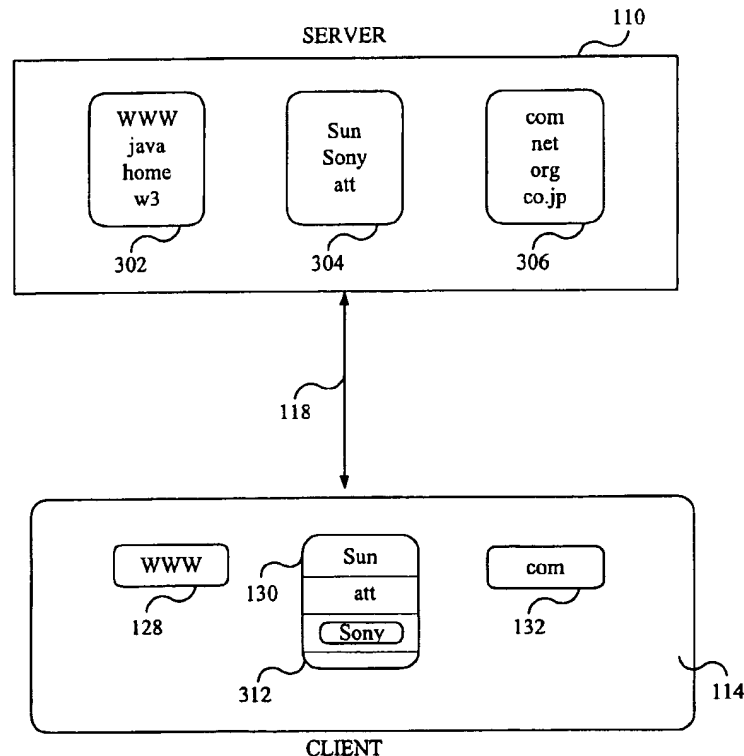 SERVER
110
WWW
java
home
w3
302
Sun
Sony
att
304
com
net
org
co.jp
306
118
WWW
128
130
Sun
att
Sony
312
com
132
114
CLIENT